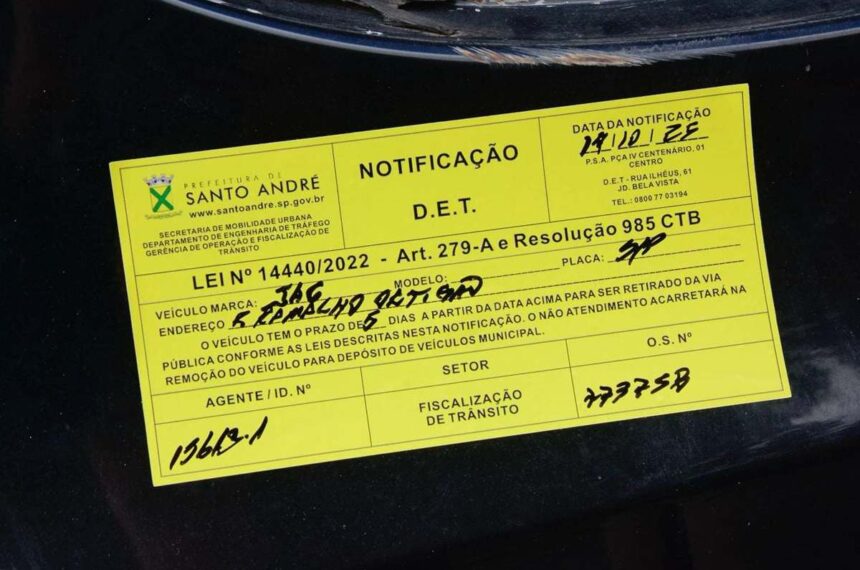 PREFEITURA DE
SANTO ANDRÉ
www.santoandre.sp.gov.br
SECRETARIA DE MOBILIDADE URBANA
DEPARTAMENTO DE ENGENHARIA DE TRÁFEGO
GERÊNCIA DE OPERAÇÃO E FISCALIZAÇÃO DE
TRÂNSITO
NOTIFICAÇÃO
D.E.T.
DATA DA NOTIFICAÇÃO
P.S.A. PÇA IV CENTENÁRIO, 01
CENTRO
D.E.T - RUA ILHÉUS, 61
JD. BELA VISTA
TEL.: 0800 77 03194
LEI Nº 14440/2022 - Art. 279-A e Resolução 985 CTB
VEÍCULO MARCA: MODELO: PLACA: SP
ENDEREÇO RAMALHO
O VEÍCULO TEM O PRAZO DE 5 DIAS A PARTIR DA DATA ACIMA PARA SER RETIRADO DA VIA
PÚBLICA CONFORME AS LEIS DESCRITAS NESTA NOTIFICAÇÃO. O NÃO ATENDIMENTO ACARRETARÁ NA
REMOÇÃO DO VEÍCULO PARA DEPÓSITO DE VEÍCULOS MUNICIPAL.
AGENTE / ID. Nº
SETOR
FISCALIZAÇÃO
DE TRÂNSITO
O.S. Nº